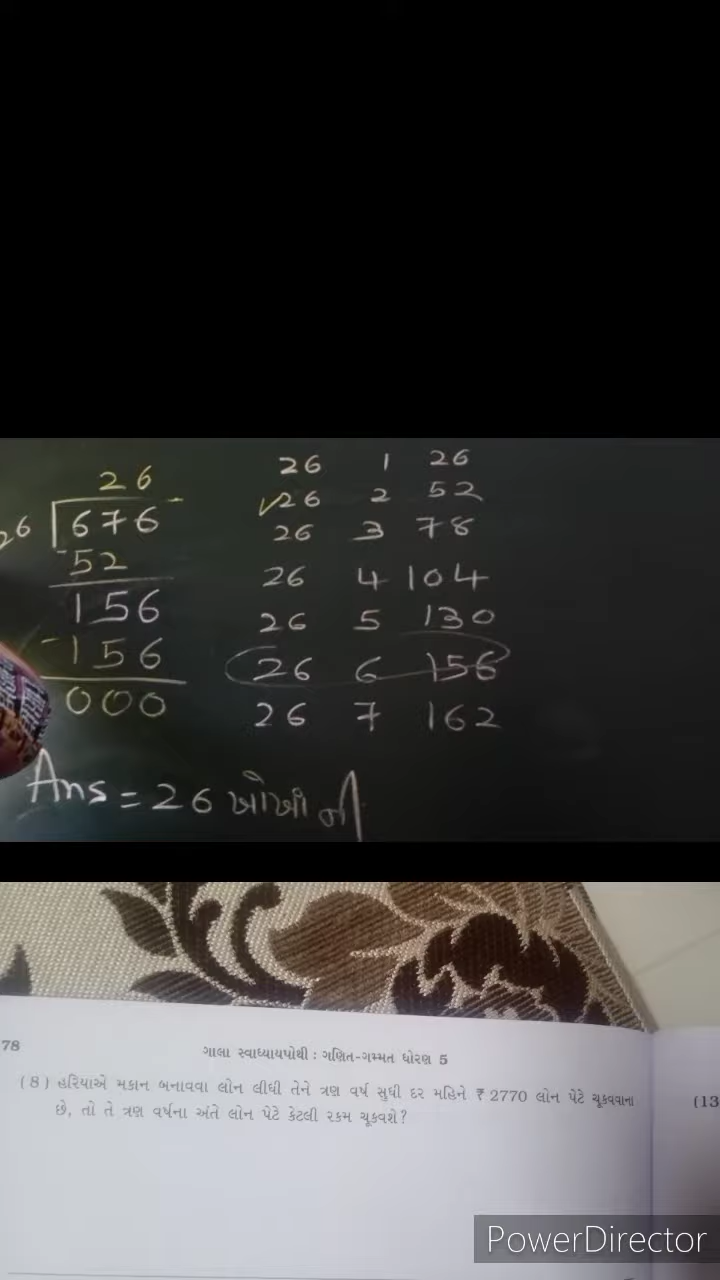 26
26 676
- 52
156
- 156
000
26 1 26
✓26 2 52
26 3 78
26 4 104
26 5 130
26 6 156
26 7 162
Ans = 26 ખોખાની
78
ગાલા સ્વાધ્યાયપોથી : ગણિત-ગમ્મત ધોરણ 5
(8) હરિયાએ મકાન બનાવવા લોન લીધી તેને ત્રણ વર્ષ સુધી દર મહિને ₹ 2770 લોન પેટે ચૂકવવાના
છે, તો તે ત્રણ વર્ષના અંતે લોન પેટે કેટલી રકમ ચૂકવશે?
(13
PowerDirector